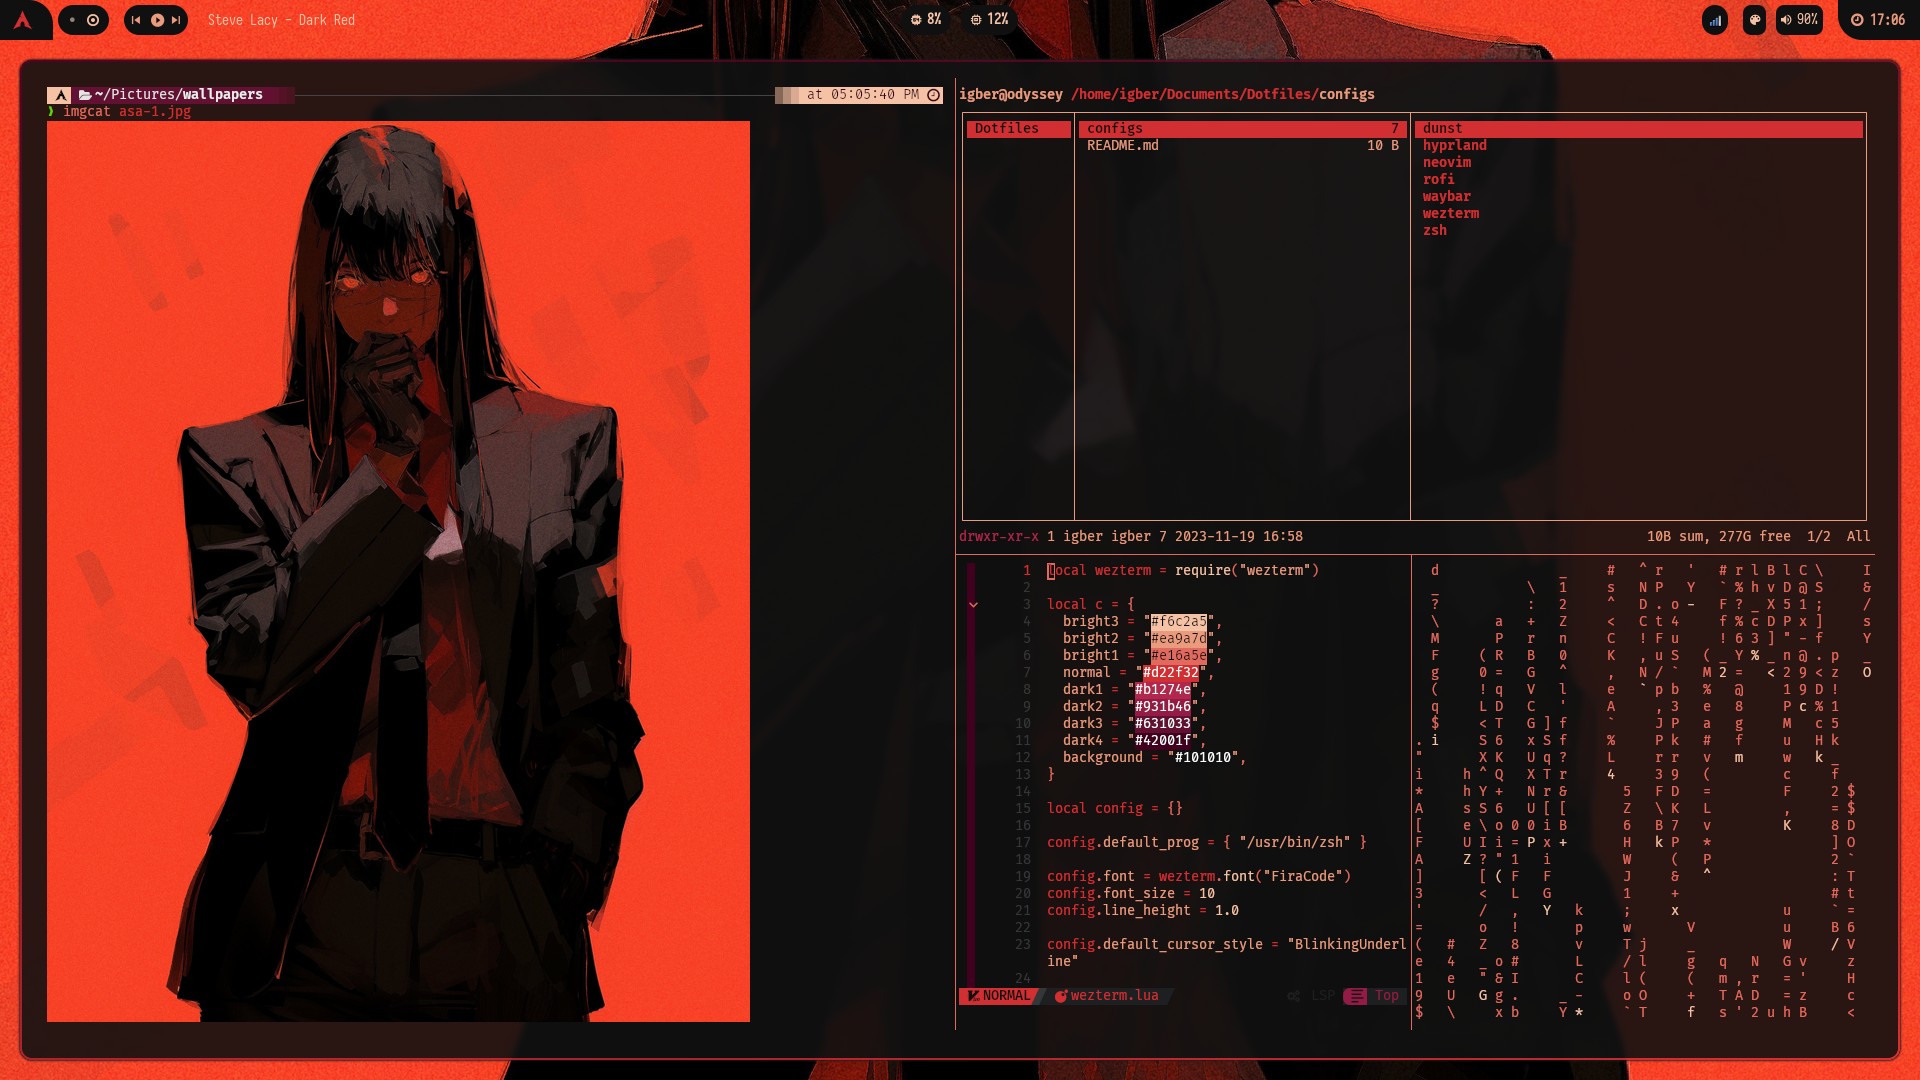 Steve Lacy – Dark Red
8%
12%
90%
17:06
~/Pictures/wallpapers
at 05:05:40 PM
❯ imgcat asa-1.jpg
igber@odyssey /home/igber/Documents/Dotfiles/configs
Dotfiles
configs 7
README.md 10 B
dunst
hyprland
neovim
rofi
waybar
wezterm
zsh
drwxr-xr-x 1 igber igber 7 2023-11-19 16:58
10B sum, 277G free 1/2 All
1 local wezterm = require("wezterm")
2
3 local c = {
4 bright3 = "#f6c2a5",
5 bright2 = "#ea9a7d",
6 bright1 = "#e16a5e",
7 normal = "#d22f32",
8 dark1 = "#b1274e",
9 dark2 = "#931b46",
10 dark3 = "#631033",
11 dark4 = "#42001f",
12 background = "#101010",
13 }
14
15 local config = {}
16
17 config.default_prog = { "/usr/bin/zsh" }
18
19 config.font = wezterm.font("FiraCode")
20 config.font_size = 10
21 config.line_height = 1.0
22
23 config.default_cursor_style = "BlinkingUnderl
ine"
24
NORMAL wezterm.lua
LSP Top